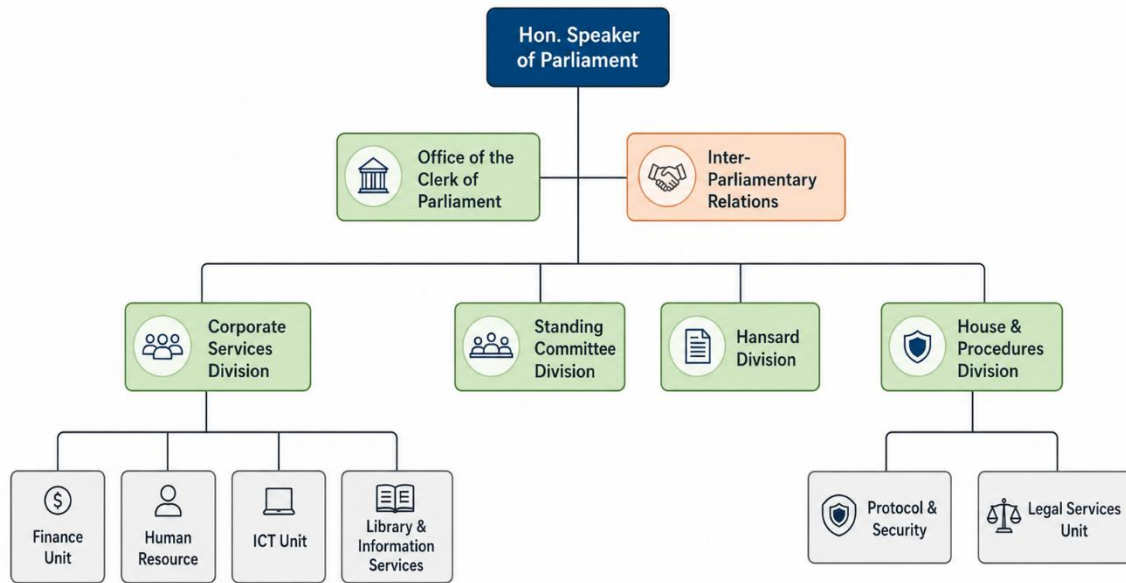 Hon. Speaker
of Parliament
Office of the
Clerk of
Parliament
Inter-
Parliamentary
Relations
Corporate
Services
Division
Standing
Committee
Division
Hansard
Division
House &
Procedures
Division
$
Finance
Unit
Human
Resource
ICT Unit
Library &
Information
Services
Protocol &
Security
Legal Services
Unit